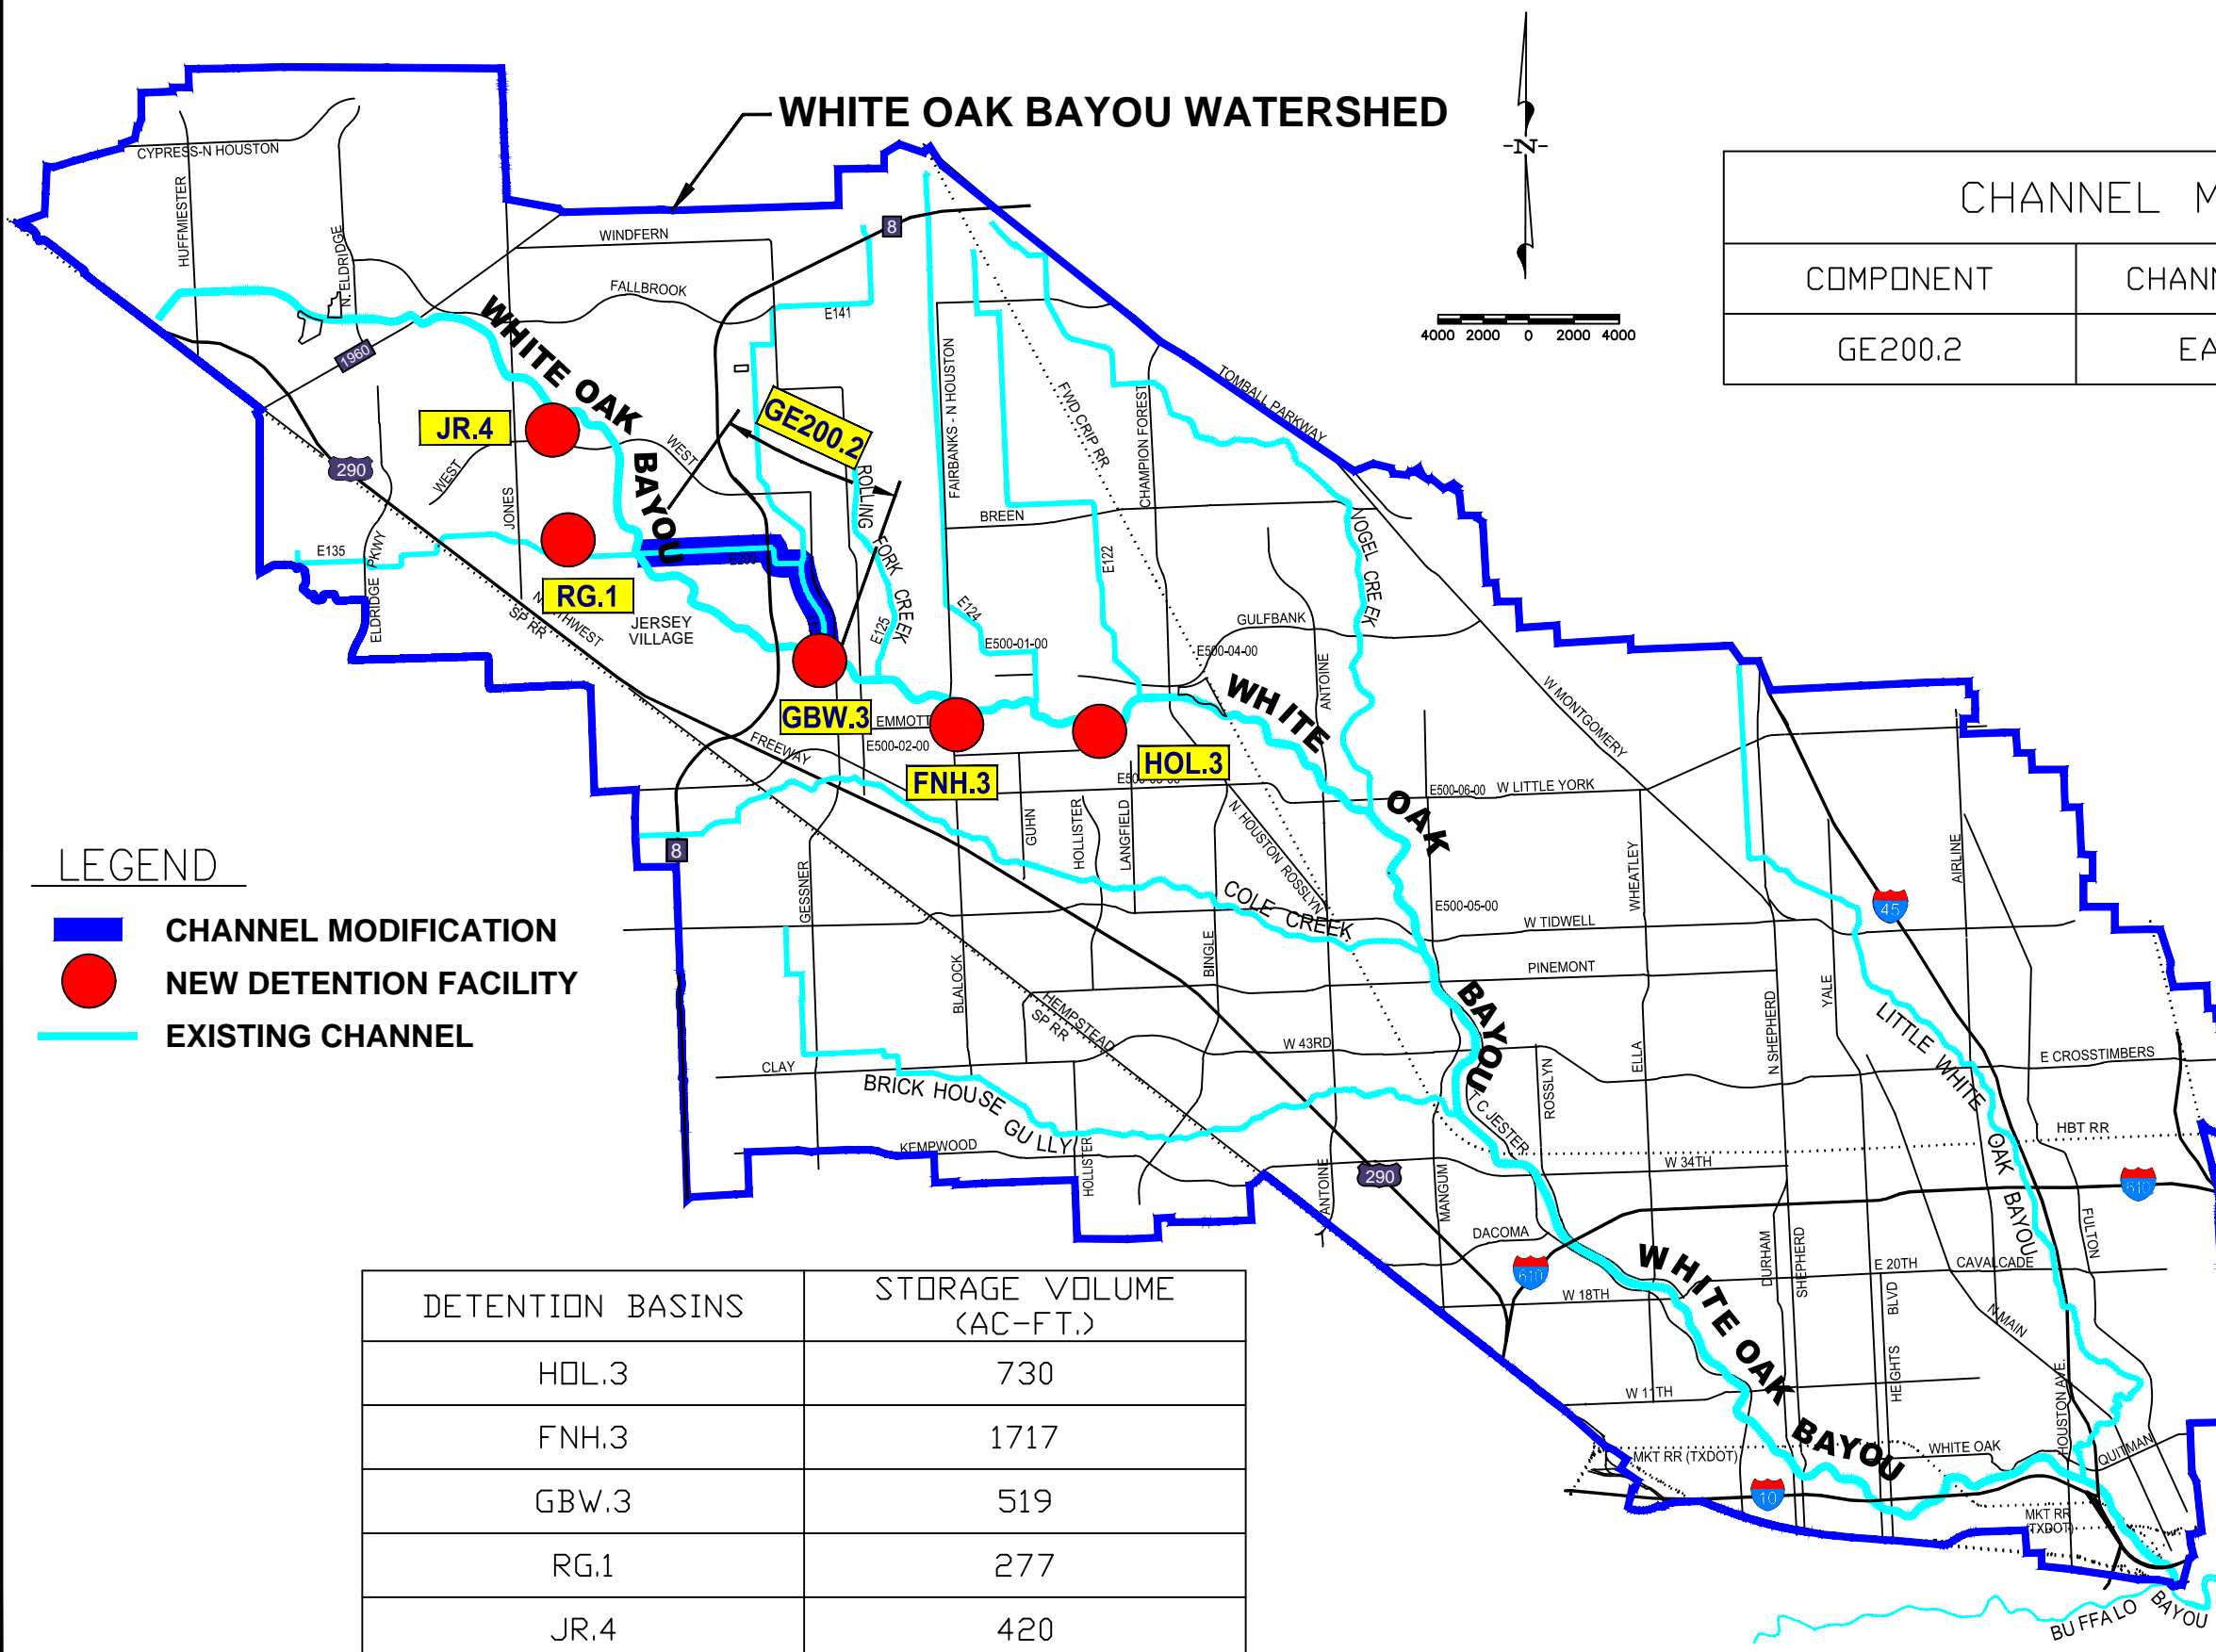 WHITE OAK BAYOU WATERSHED
-N-
4000 2000 0 2000 4000
CHANNEL M
COMPONENT CHANN
GE200.2 EA
CYPRESS-N HOUSTON
HUFFMIESTER
N. ELDRIDGE
WINDFERN
FALLBROOK
8
E141
1960
WHITE OAK BAYOU
JR.4
290
WEST
WEST
JONES
GE200.2
ROLLING FORK CREEK
FAIRBANKS - N HOUSTON
FWD CRIP RR
CHAMPION FOREST
TOMBALL PARKWAY
BREEN
E122
VOGEL CREEK
E135
ELDRIDGE PKWY
E200
RG.1
JERSEY
VILLAGE
SP RR
E125
E124
E500-01-00
GULFBANK
E500-04-00
ANTOINE
W MONTGOMERY
GBW.3
EMMOTT
E500-02-00
FREEWAY
FNH.3
HOL.3
WHITE OAK BAYOU
E500-06-00 W LITTLE YORK
GUHN
HOLLISTER
LANGFIELD
N. HOUSTON ROSSLYN
WHEATLEY
AIRLINE
8
GESSNER
COLE CREEK
E500-05-00
W TIDWELL
45
LEGEND
CHANNEL MODIFICATION
NEW DETENTION FACILITY
EXISTING CHANNEL
BLALOCK
BINGLE
PINEMONT
HEMPSTEAD
SP RR
W 43RD
CLAY
BRICK HOUSE GULLY
KEMPWOOD
HOLLISTER
ROSSLYN
ELLA
N SHEPHERD
YALE
LITTLE WHITE OAK BAYOU
E CROSSTIMBERS
HBT RR
T C JESTER
W 34TH
290
610
ANTOINE
MANGUM
DACOMA
610
W 18TH
WHITE OAK BAYOU
DURHAM
SHEPHERD
E 20TH
CAVALCADE
FULTON
HEIGHTS BLVD
N MAIN
W 11TH
HOUSTON AVE.
MKT RR (TXDOT)
WHITE OAK
QUITMAN
10
MKT RR
(TXDOT)
BUFFALO BAYOU
DETENTION BASINS STORAGE VOLUME
(AC-FT.)
HOL.3 730
FNH.3 1717
GBW.3 519
RG.1 277
JR.4 420